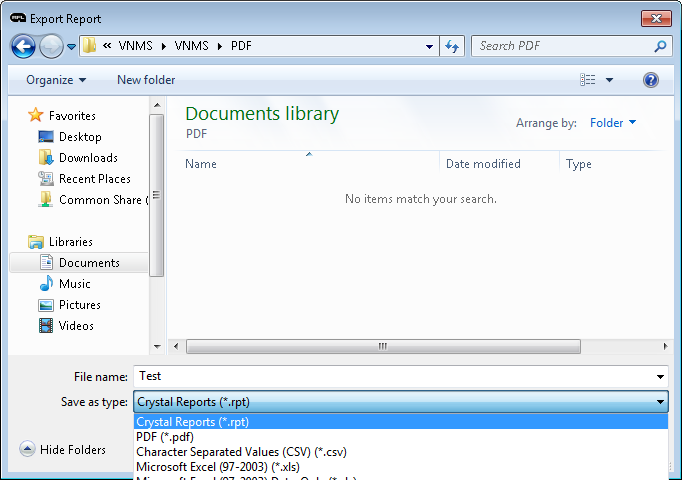 RFL Export Report
VNMS VNMS PDF Search PDF
Organize New folder
Favorites
Desktop
Downloads
Recent Places
Common Share (
Libraries
Documents
Music
Pictures
Videos
Documents library
PDF
Arrange by: Folder
Name Date modified Type
No items match your search.
File name: Test
Save as type: Crystal Reports (*.rpt)
Crystal Reports (*.rpt)
PDF (*.pdf)
Character Separated Values (CSV) (*.csv)
Microsoft Excel (97-2003) (*.xls)
Hide Folders